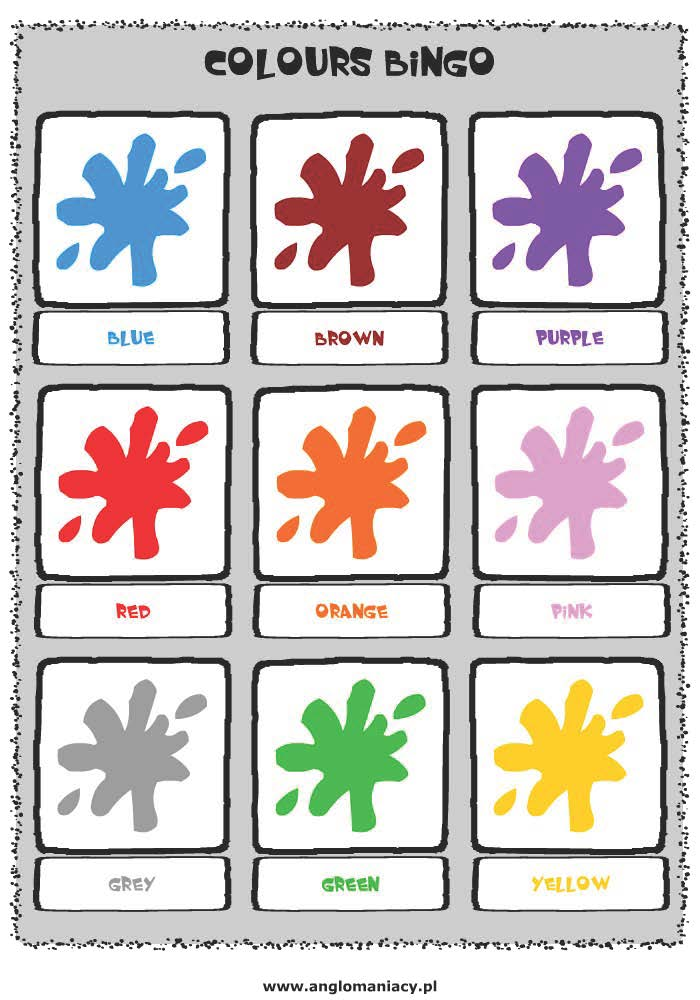 COLOURS BiNGO
BLUE
BROWN
PURPLE
RED
ORANGE
PiNK
GREY
GREEN
YELLOW
www.anglomaniacy.pl